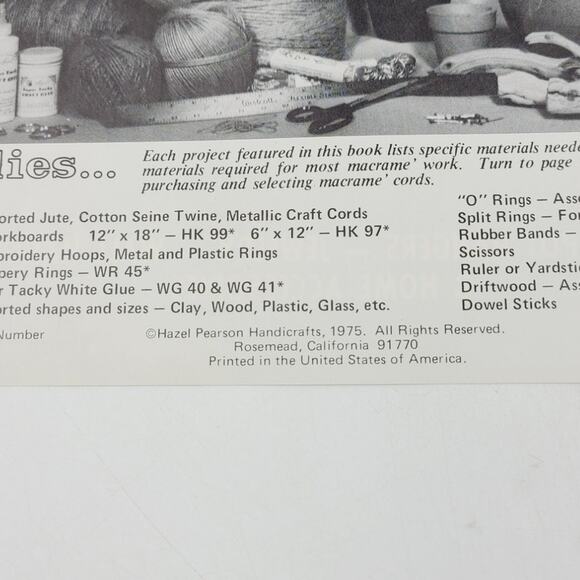 lies...
Each project featured in this book lists specific materials neede
materials required for most macrame' work. Turn to page
purchasing and selecting macrame' cords.
orted Jute, Cotton Seine Twine, Metallic Craft Cords
orkboards 12" x 18" — HK 99* 6" x 12" — HK 97*
broidery Hoops, Metal and Plastic Rings
pery Rings — WR 45*
r Tacky White Glue — WG 40 & WG 41*
orted shapes and sizes — Clay, Wood, Plastic, Glass, etc.
"O" Rings — Asso
Split Rings — For
Rubber Bands —
Scissors
Ruler or Yardstic
Driftwood — Ass
Dowel Sticks
Number
©Hazel Pearson Handicrafts, 1975. All Rights Reserved.
Rosemead, California 91770
Printed in the United States of America.